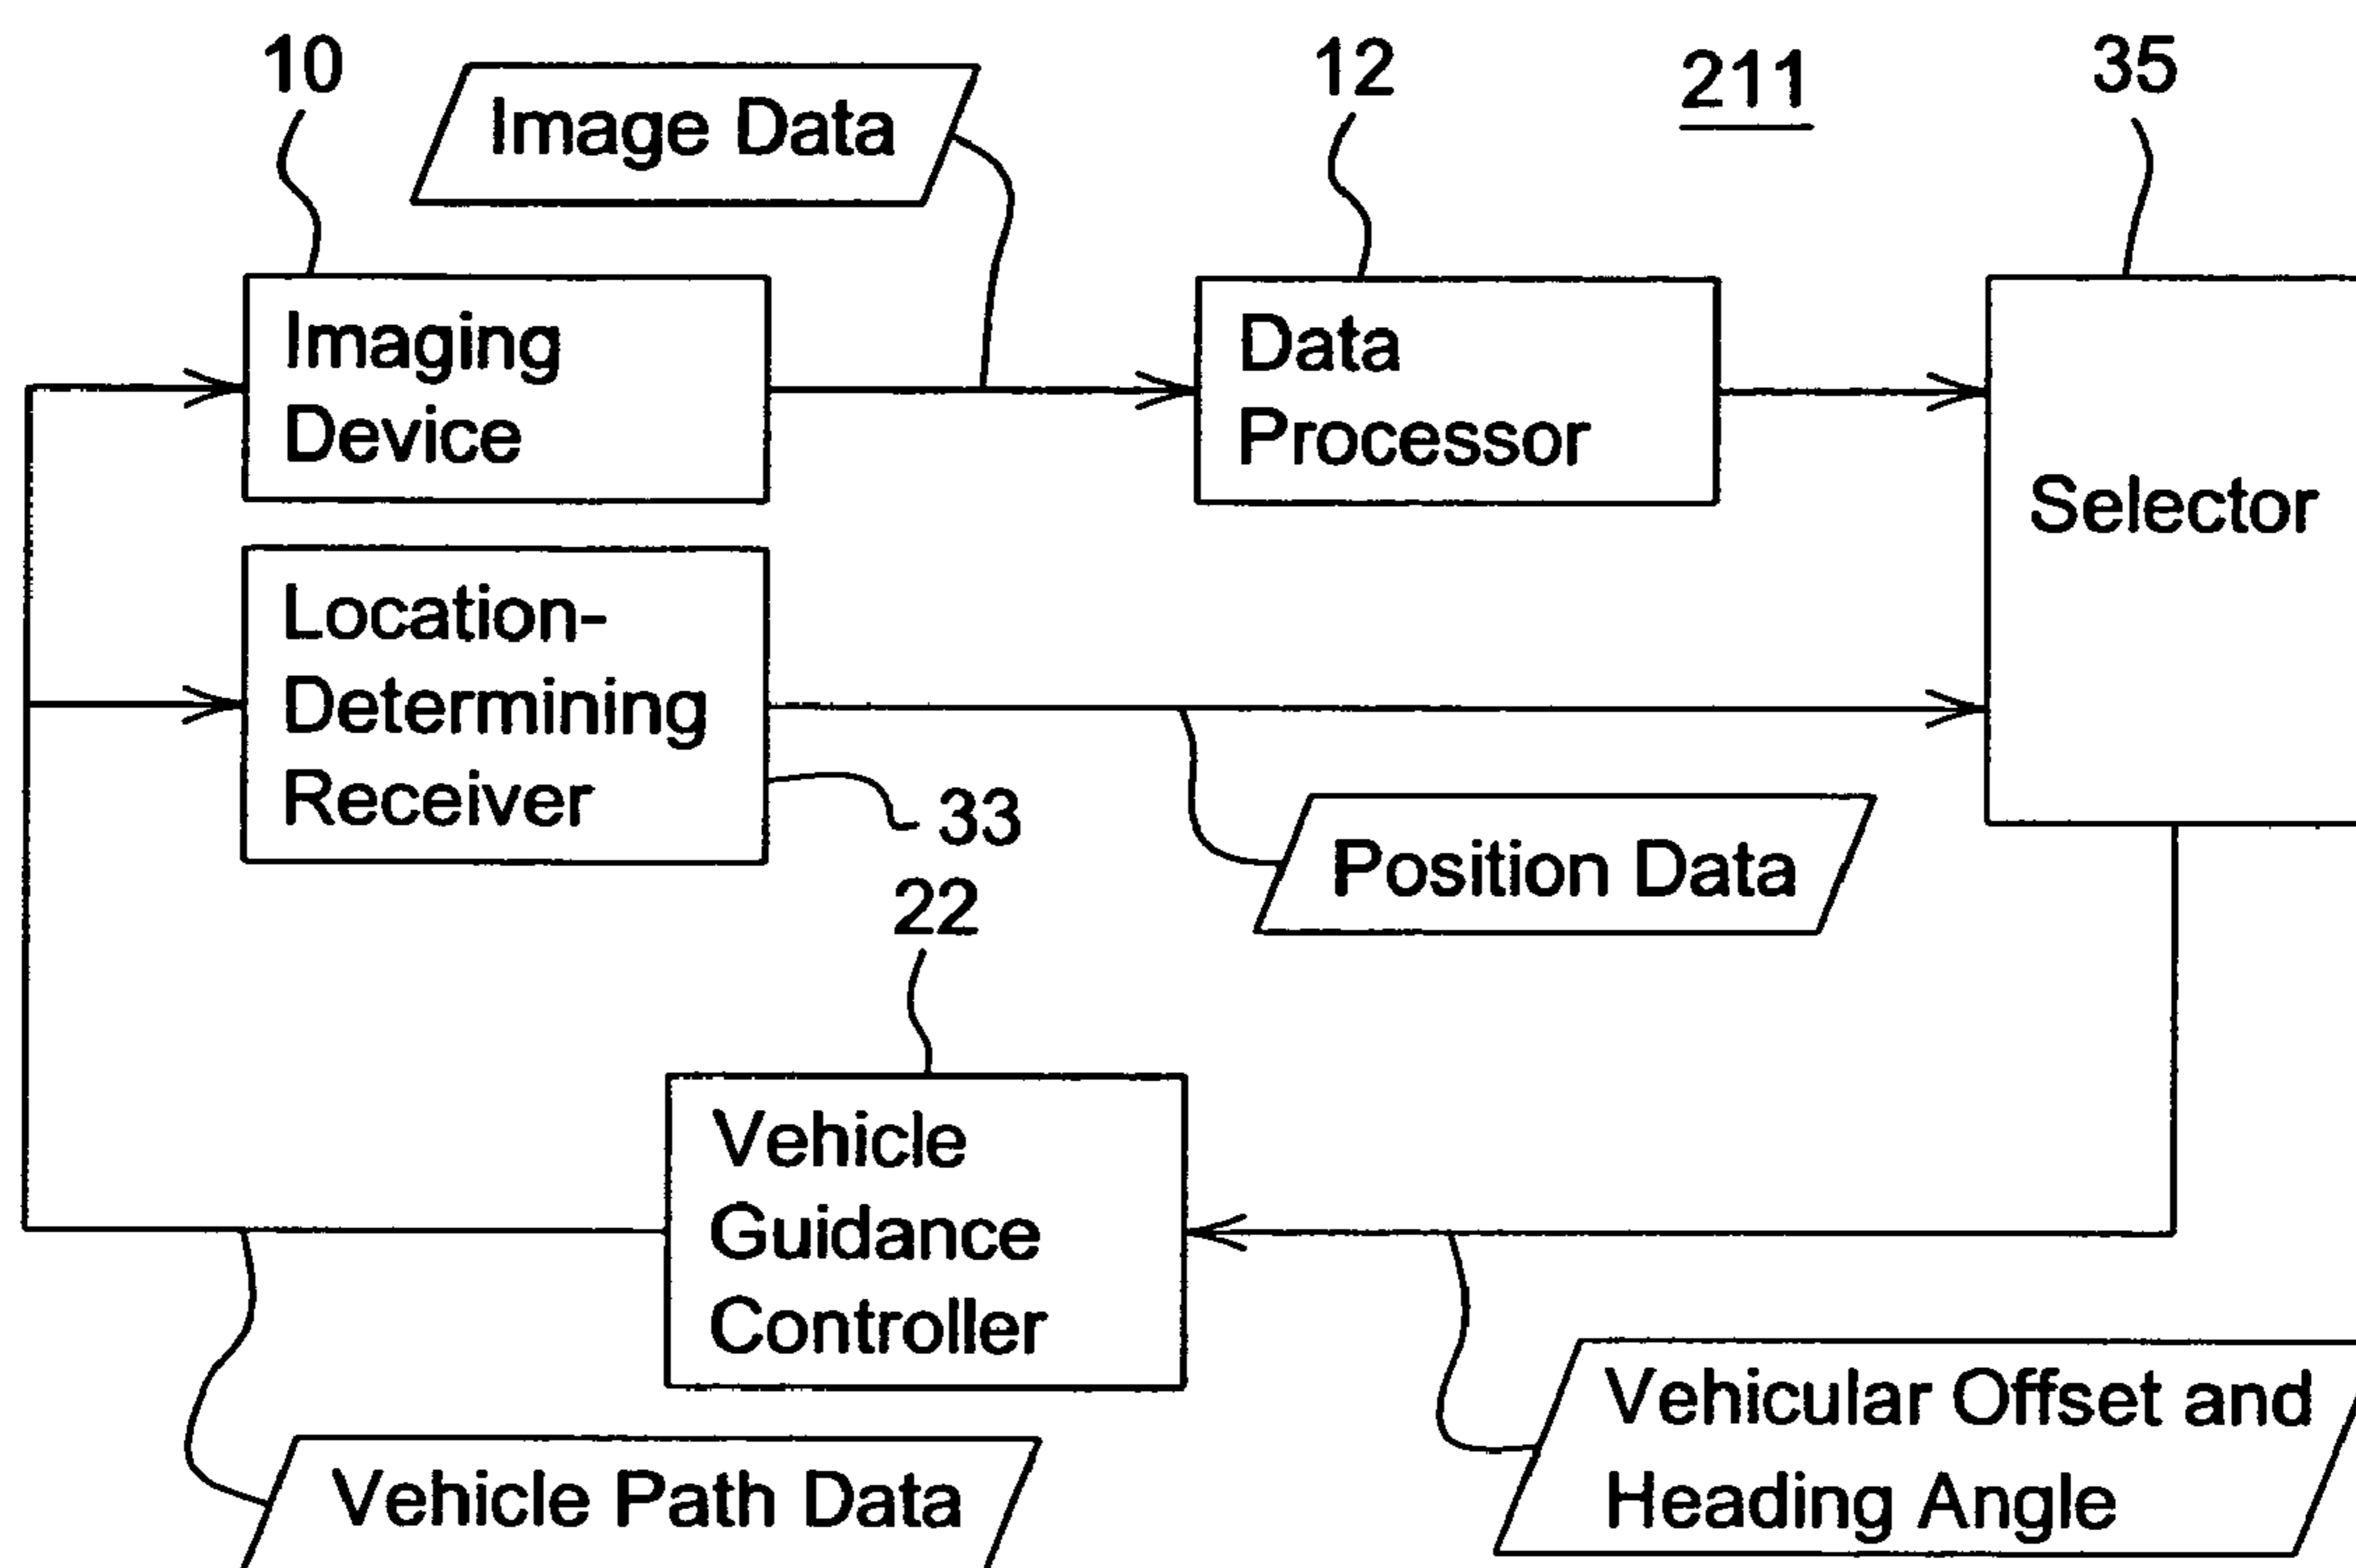 10
Image Data
12
211
35
Imaging
Device
Data
Processor
Selector
Location-
Determining
Receiver
33
Position Data
22
Vehicle
Guidance
Controller
Vehicle Path Data
Vehicular Offset and
Heading Angle